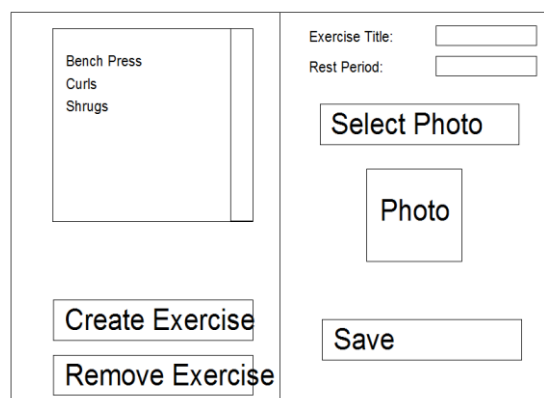 Bench Press
Curls
Shrugs
Create Exercise
Remove Exercise
Exercise Title:
Rest Period:
Select Photo
Photo
Save